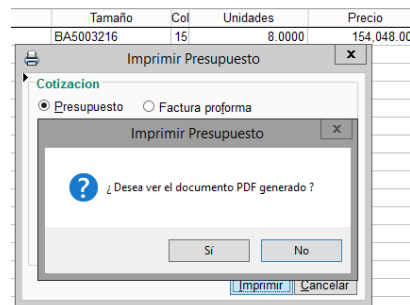 Tamaño Col Unidades Precio
BA5003216 15 8.0000 154,048.00
Imprimir Presupuesto x
Cotizacion
Presupuesto Factura proforma
Imprimir Presupuesto x
¿ Desea ver el documento PDF generado ?
Sí No
Imprimir Cancelar